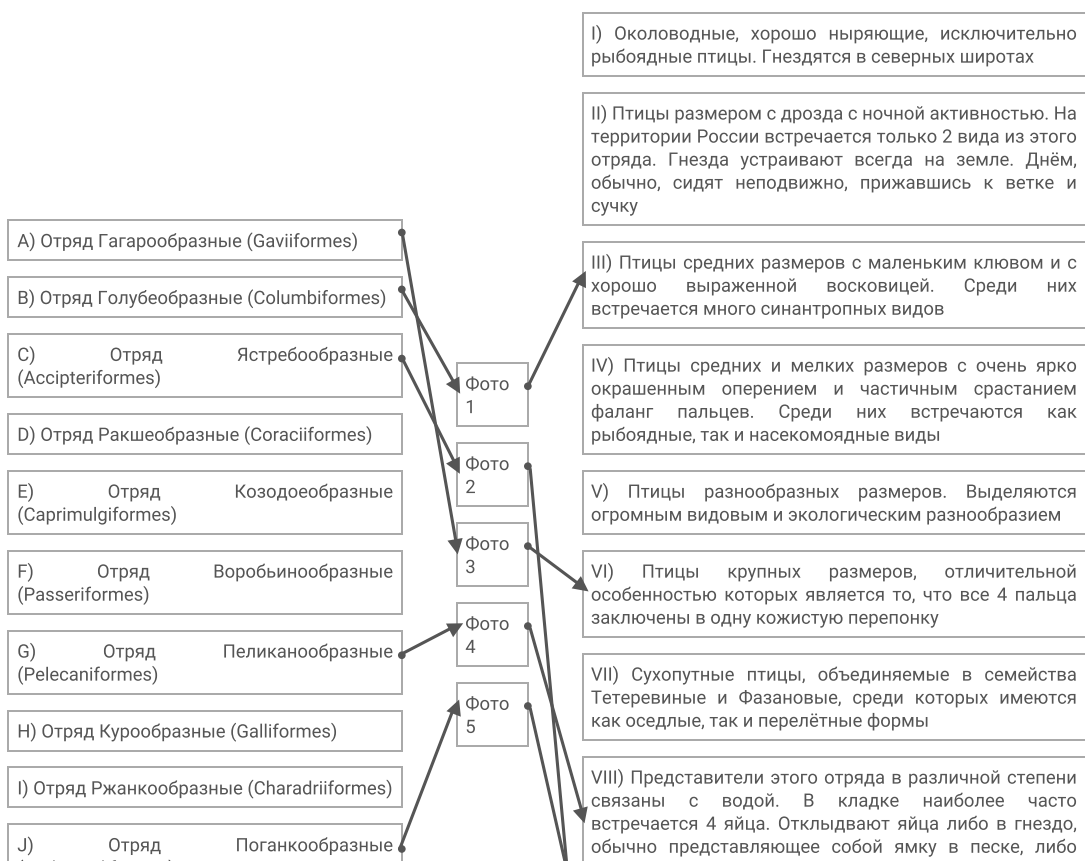 I) Околоводные, хорошо ныряющие, исключительно
рыбоядные птицы. Гнездятся в северных широтах
II) Птицы размером с дрозда с ночной активностью. На
территории России встречается только 2 вида из этого
отряда. Гнезда устраивают всегда на земле. Днём,
обычно, сидят неподвижно, прижавшись к ветке и
сучку
A) Отряд Гагарообразные (Gaviiformes)
B) Отряд Голубеобразные (Columbiformes)
C) Отряд Ястребообразные
(Accipteriformes)
D) Отряд Ракшеобразные (Coraciiformes)
E) Отряд Козодоеобразные
(Caprimulgiformes)
F) Отряд Воробьинообразные
(Passeriformes)
G) Отряд Пеликанообразные
(Pelecaniformes)
H) Отряд Курообразные (Galliformes)
I) Отряд Ржанкообразные (Charadriiformes)
J) Отряд Поганкообразные
Фото
1
Фото
2
Фото
3
Фото
4
Фото
5
III) Птицы средних размеров с маленьким клювом и с
хорошо выраженной восковицей. Среди них
встречается много синантропных видов
IV) Птицы средних и мелких размеров с очень ярко
окрашенным оперением и частичным срастанием
фаланг пальцев. Среди них встречаются как
рыбоядные, так и насекомоядные виды
V) Птицы разнообразных размеров. Выделяются
огромным видовым и экологическим разнообразием
VI) Птицы крупных размеров, отличительной
особенностью которых является то, что все 4 пальца
заключены в одну кожистую перепонку
VII) Сухопутные птицы, объединяемые в семейства
Тетеревиные и Фазановые, среди которых имеются
как оседлые, так и перелётные формы
VIII) Представители этого отряда в различной степени
связаны с водой. В кладке наиболее часто
встречается 4 яйца. Отклыдвают яйца либо в гнездо,
обычно представляющее собой ямку в песке, либо